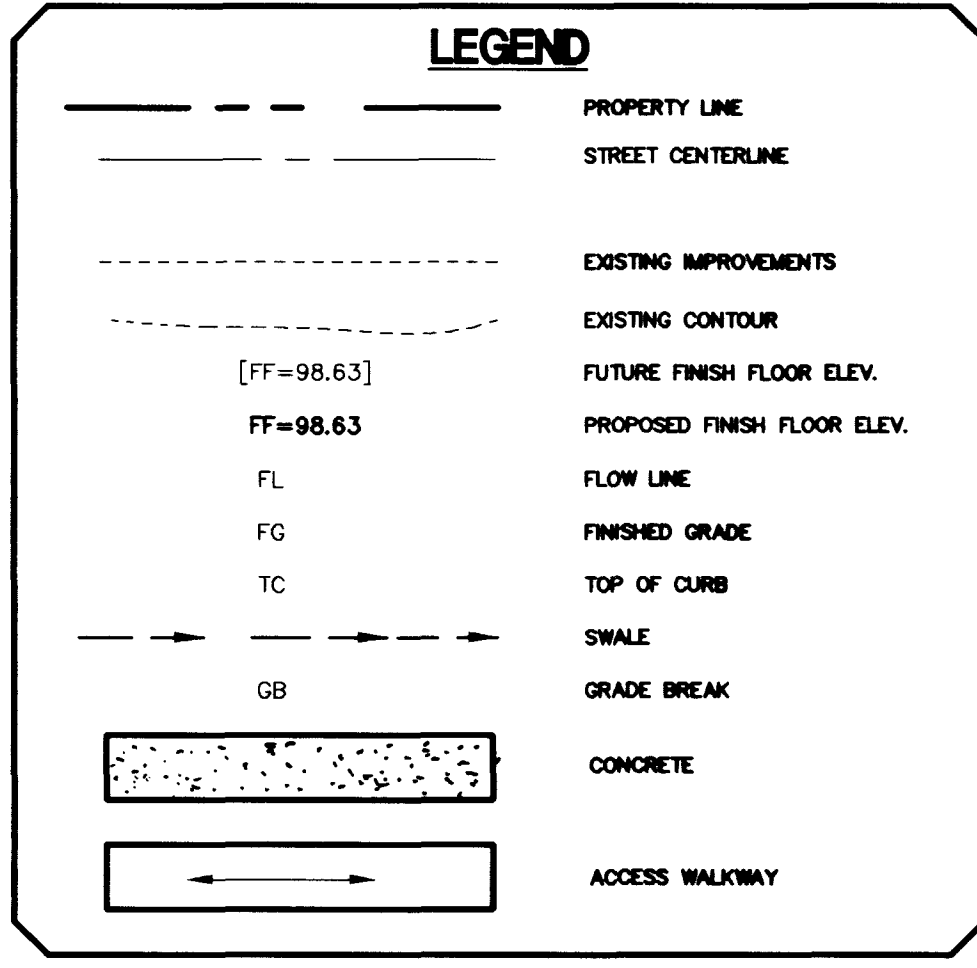 LEGEND
PROPERTY LINE
STREET CENTERLINE
EXISTING IMPROVEMENTS
EXISTING CONTOUR
[FF=98.63] FUTURE FINISH FLOOR ELEV.
FF=98.63 PROPOSED FINISH FLOOR ELEV.
FL FLOW LINE
FG FINISHED GRADE
TC TOP OF CURB
SWALE
GB GRADE BREAK
CONCRETE
ACCESS WALKWAY